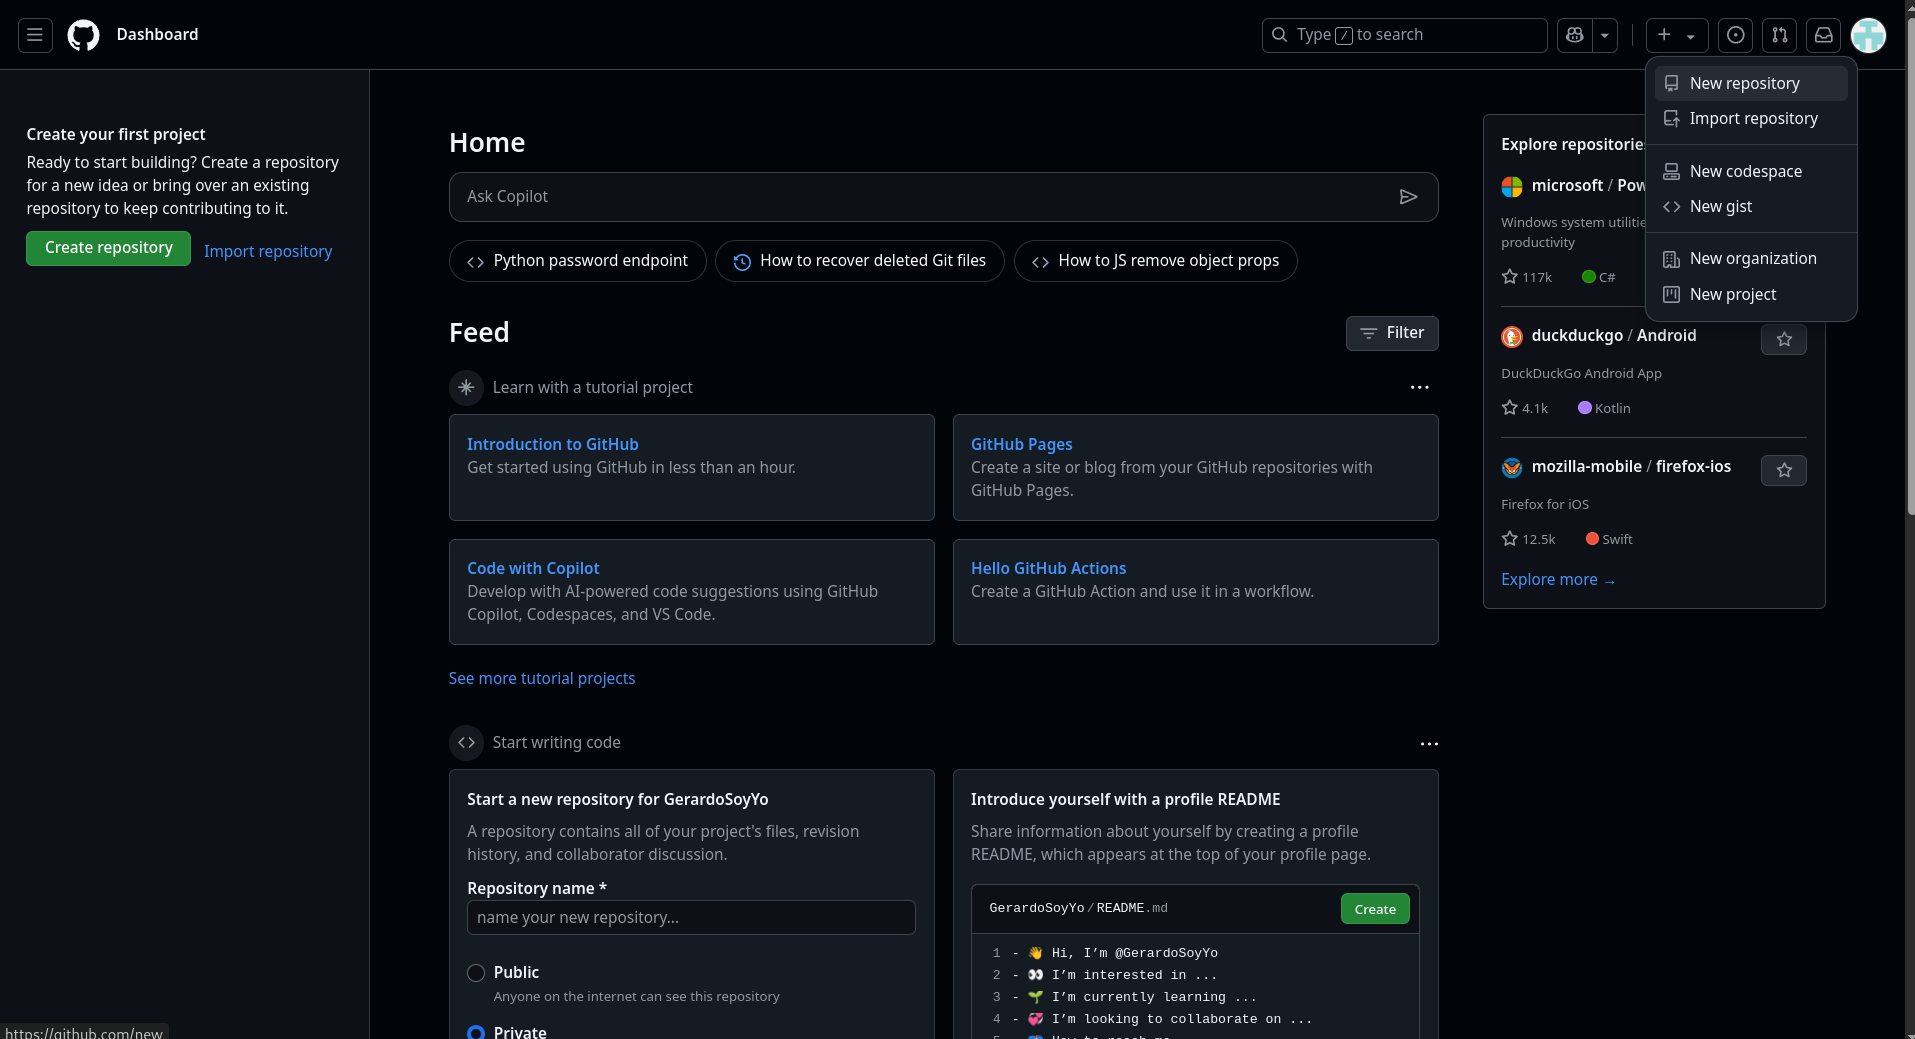 Dashboard
Type / to search
New repository
Import repository
New codespace
New gist
New organization
New project
Create your first project
Ready to start building? Create a repository
for a new idea or bring over an existing
repository to keep contributing to it.
Create repository
Import repository
Home
Ask Copilot
Python password endpoint
How to recover deleted Git files
How to JS remove object props
Feed
Filter
Learn with a tutorial project
Introduction to GitHub
Get started using GitHub in less than an hour.
GitHub Pages
Create a site or blog from your GitHub repositories with
GitHub Pages.
Code with Copilot
Develop with AI-powered code suggestions using GitHub
Copilot, Codespaces, and VS Code.
Hello GitHub Actions
Create a GitHub Action and use it in a workflow.
See more tutorial projects
Start writing code
Start a new repository for GerardoSoyYo
A repository contains all of your project's files, revision
history, and collaborator discussion.
Repository name *
name your new repository...
Public
Anyone on the internet can see this repository
Private
Introduce yourself with a profile README
Share information about yourself by creating a profile
README, which appears at the top of your profile page.
GerardoSoyYo/README.md
Create
1 - 👋 Hi, I’m @GerardoSoyYo
2 - 👀 I’m interested in ...
3 - 🌱 I’m currently learning ...
4 - 💞️ I’m looking to collaborate on ...
Explore repositories
microsoft /
Windows system
productivity
117k
C#
duckduckgo / Android
DuckDuckGo Android App
4.1k
Kotlin
mozilla-mobile / firefox-ios
Firefox for iOS
12.5k
Swift
Explore more →
https://github.com/new